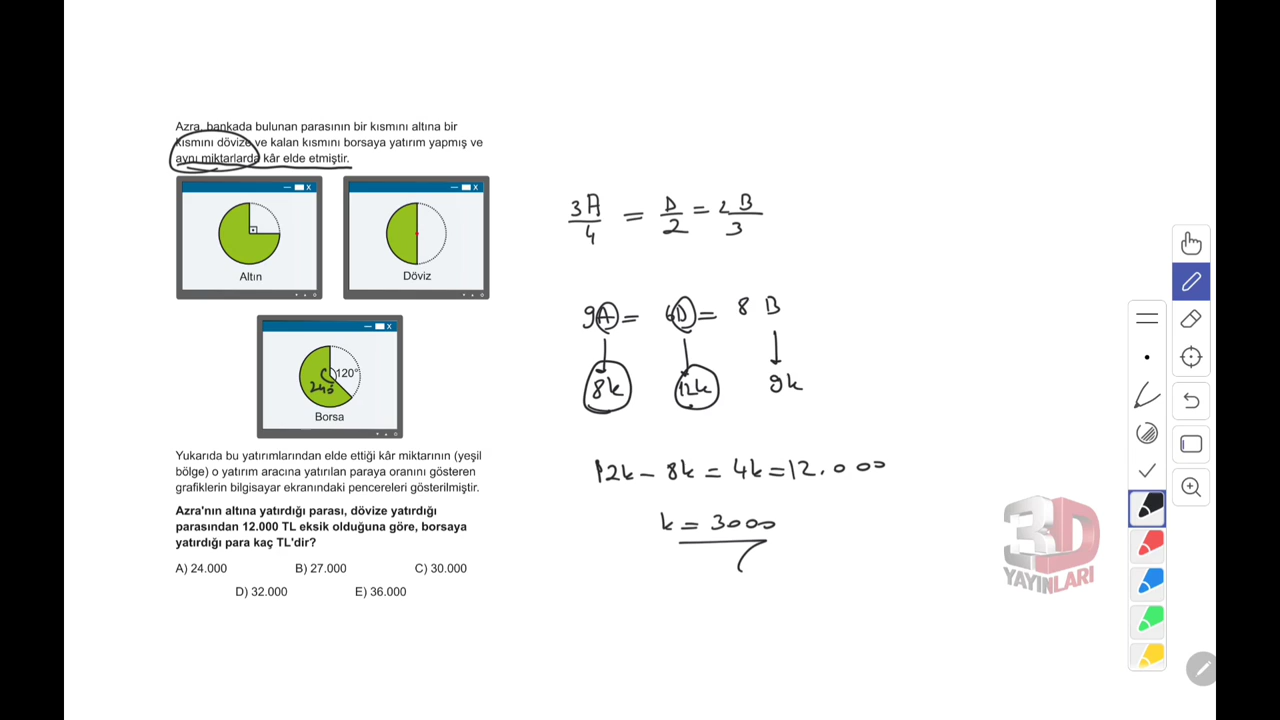 Azra, bankada bulunan parasının bir kısmını altına bir
kısmını dövize ve kalan kısmını borsaya yatırım yapmış ve
aynı miktarlarda kâr elde etmiştir.
Altın
Döviz
120°
245
Borsa
Yukarıda bu yatırımlarından elde ettiği kâr miktarının (yeşil
bölge) o yatırım aracına yatırılan paraya oranını gösteren
grafiklerin bilgisayar ekranındaki pencereleri gösterilmiştir.
Azra'nın altına yatırdığı parası, dövize yatırdığı
parasından 12.000 TL eksik olduğuna göre, borsaya
yatırdığı para kaç TL'dir?
A) 24.000 B) 27.000 C) 30.000
D) 32.000 E) 36.000
3A/4 = D/2 = 2B/3
9A = 6D = 8B
8k 12k 9k
12k - 8k = 4k = 12.000
k = 3000
3D
YAYINLARI